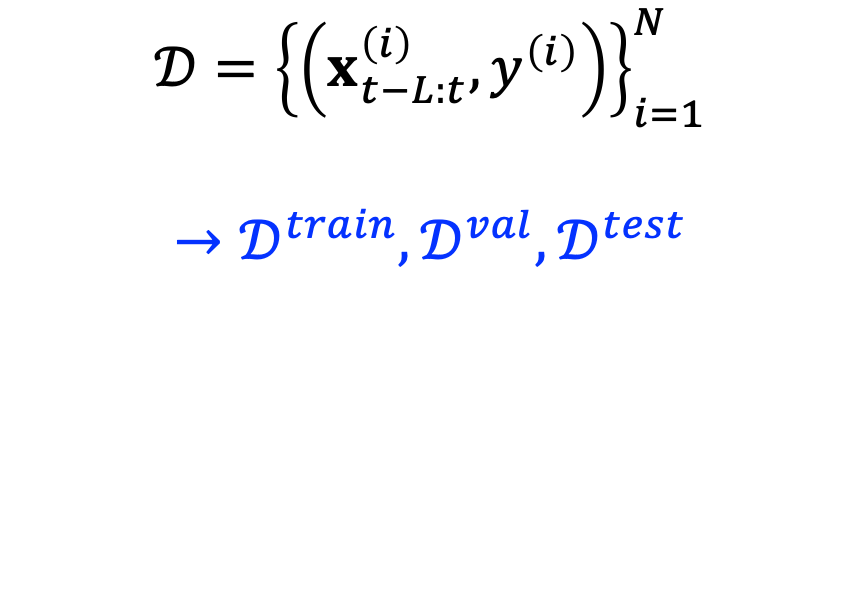 𝒟 = {(𝐱_{t−L:t}^{(i)}, y^{(i)})}_{i=1}^{N}
→ 𝒟^{train}, 𝒟^{val}, 𝒟^{test}